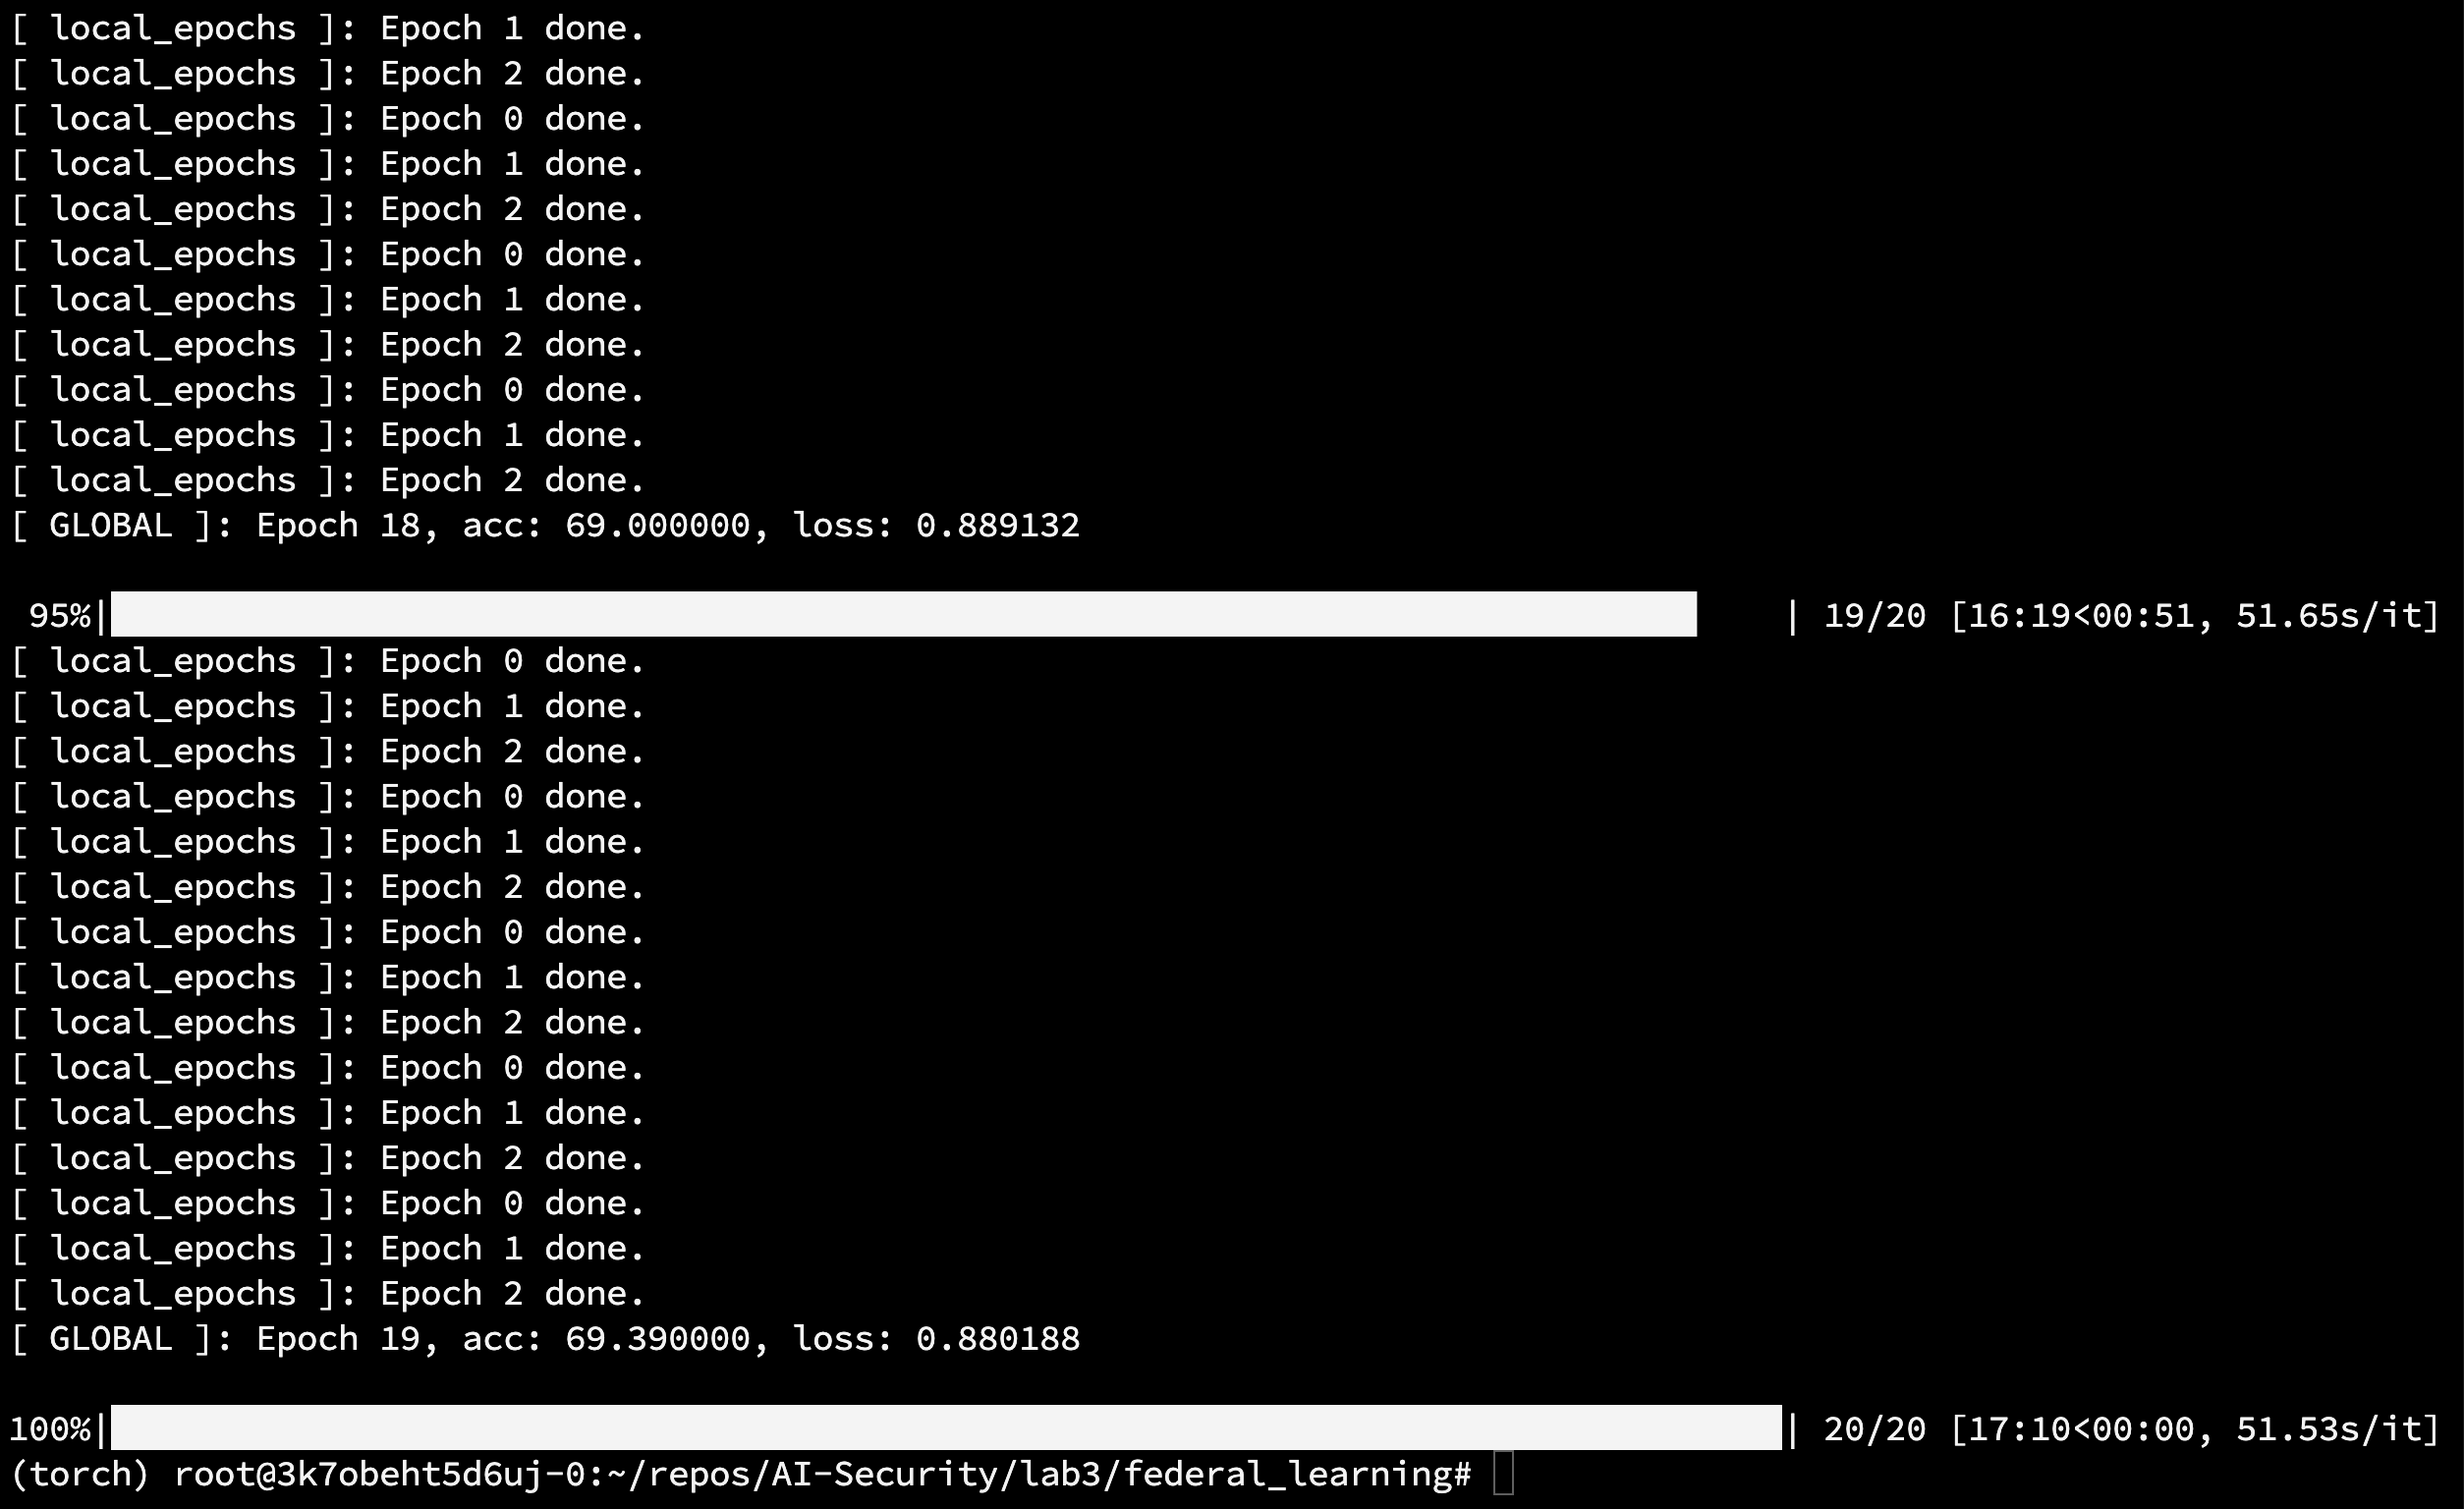 [ local_epochs ]: Epoch 1 done.
[ local_epochs ]: Epoch 2 done.
[ local_epochs ]: Epoch 0 done.
[ local_epochs ]: Epoch 1 done.
[ local_epochs ]: Epoch 2 done.
[ local_epochs ]: Epoch 0 done.
[ local_epochs ]: Epoch 1 done.
[ local_epochs ]: Epoch 2 done.
[ local_epochs ]: Epoch 0 done.
[ local_epochs ]: Epoch 1 done.
[ local_epochs ]: Epoch 2 done.
[ GLOBAL ]: Epoch 18, acc: 69.000000, loss: 0.889132
95%| | 19/20 [16:19<00:51, 51.65s/it]
[ local_epochs ]: Epoch 0 done.
[ local_epochs ]: Epoch 1 done.
[ local_epochs ]: Epoch 2 done.
[ local_epochs ]: Epoch 0 done.
[ local_epochs ]: Epoch 1 done.
[ local_epochs ]: Epoch 2 done.
[ local_epochs ]: Epoch 0 done.
[ local_epochs ]: Epoch 1 done.
[ local_epochs ]: Epoch 2 done.
[ local_epochs ]: Epoch 0 done.
[ local_epochs ]: Epoch 1 done.
[ local_epochs ]: Epoch 2 done.
[ local_epochs ]: Epoch 0 done.
[ local_epochs ]: Epoch 1 done.
[ local_epochs ]: Epoch 2 done.
[ GLOBAL ]: Epoch 19, acc: 69.390000, loss: 0.880188
100%| | 20/20 [17:10<00:00, 51.53s/it]
(torch) root@3k7obeht5d6uj-0:~/repos/AI-Security/lab3/federal_learning#